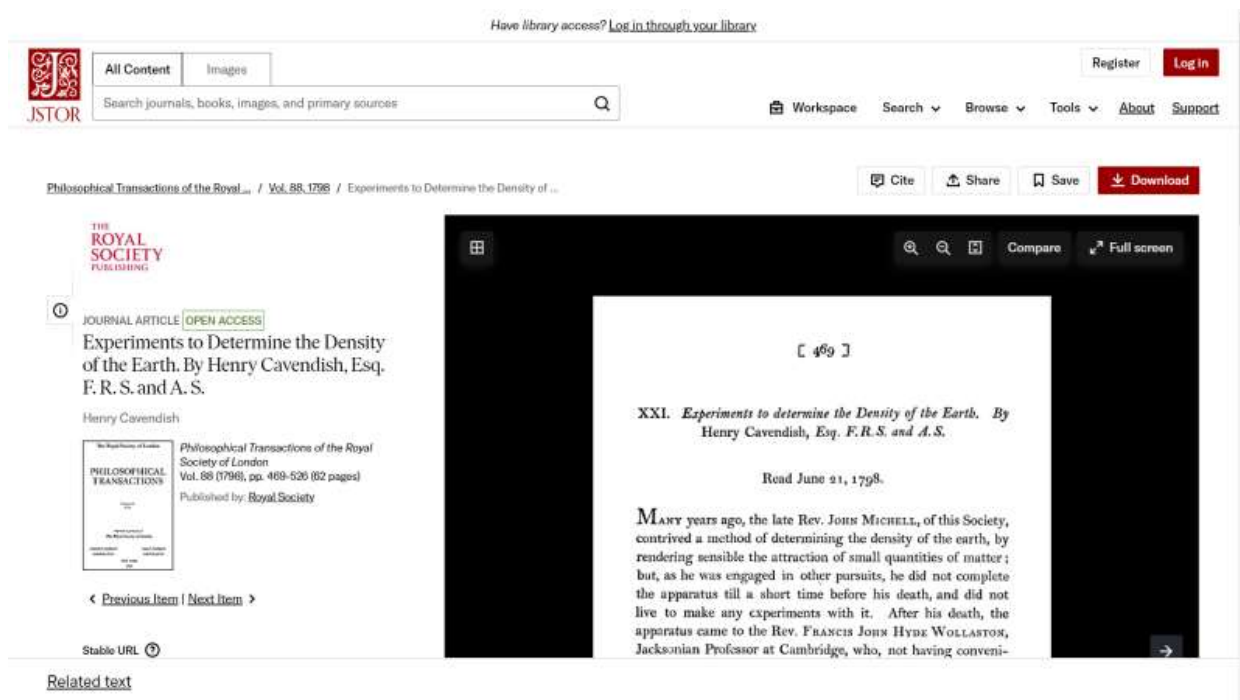 Have library access? Log in through your library
All Content
Images
Register
Log in
JSTOR
Search journals, books, images, and primary sources
Workspace
Search
Browse
Tools
About
Support
Philosophical Transactions of the Royal ... / Vol. 88, 1798 / Experiments to Determine the Density of ...
Cite
Share
Save
Download
THE
ROYAL
SOCIETY
PUBLISHING
Compare
Full screen
JOURNAL ARTICLE OPEN ACCESS
Experiments to Determine the Density
of the Earth. By Henry Cavendish, Esq.
F. R. S. and A. S.
Henry Cavendish
The Royal Society of London
PHILOSOPHICAL
TRANSACTIONS
Philosophical Transactions of the Royal
Society of London
Vol. 88 (1798), pp. 469-526 (62 pages)
Published by: Royal Society
Previous Item | Next Item
Stable URL
[ 469 ]
XXI. Experiments to determine the Density of the Earth. By
Henry Cavendish, Esq. F. R. S. and A. S.
Read June 21, 1798.
MANY years ago, the late Rev. JOHN MICHELL, of this Society,
contrived a method of determining the density of the earth, by
rendering sensible the attraction of small quantities of matter;
but, as he was engaged in other pursuits, he did not complete
the apparatus till a short time before his death, and did not
live to make any experiments with it. After his death, the
apparatus came to the Rev. FRANCIS JOHN HYDE WOLLASTON,
Jacksonian Professor at Cambridge, who, not having conveni-
Related text